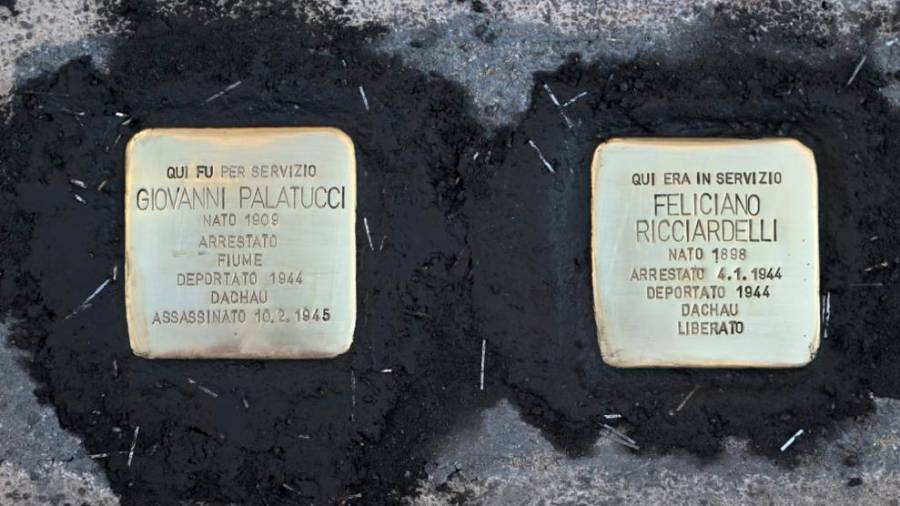 QUI FU PER SERVIZIO
GIOVANNI PALATUCCI
NATO 1909
ARRESTATO
FIUME
DEPORTATO 1944
DACHAU
ASSASSINATO 10.2.1945
QUI ERA IN SERVIZIO
FELICIANO
RICCIARDELLI
NATO 1898
ARRESTATO 4.1.1944
DEPORTATO 1944
DACHAU
LIBERATO